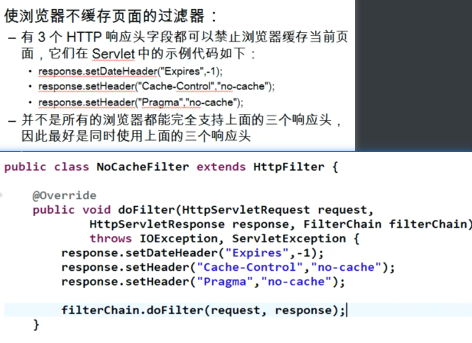 使浏览器不缓存页面的过滤器：
– 有 3 个 HTTP 响应头字段都可以禁止浏览器缓存当前页
面，它们在 Servlet 中的示例代码如下：
• response.setDateHeader("Expires",-1);
• response.setHeader("Cache-Control","no-cache");
• response.setHeader("Pragma","no-cache");
– 并不是所有的浏览器都能完全支持上面的三个响应头，
因此最好是同时使用上面的三个响应头
public class NoCacheFilter extends HttpFilter {
@Override
public void doFilter(HttpServletRequest request,
HttpServletResponse response, FilterChain filterChain)
throws IOException, ServletException {
response.setDateHeader("Expires",-1);
response.setHeader("Cache-Control","no-cache");
response.setHeader("Pragma","no-cache");
filterChain.doFilter(request, response);
}